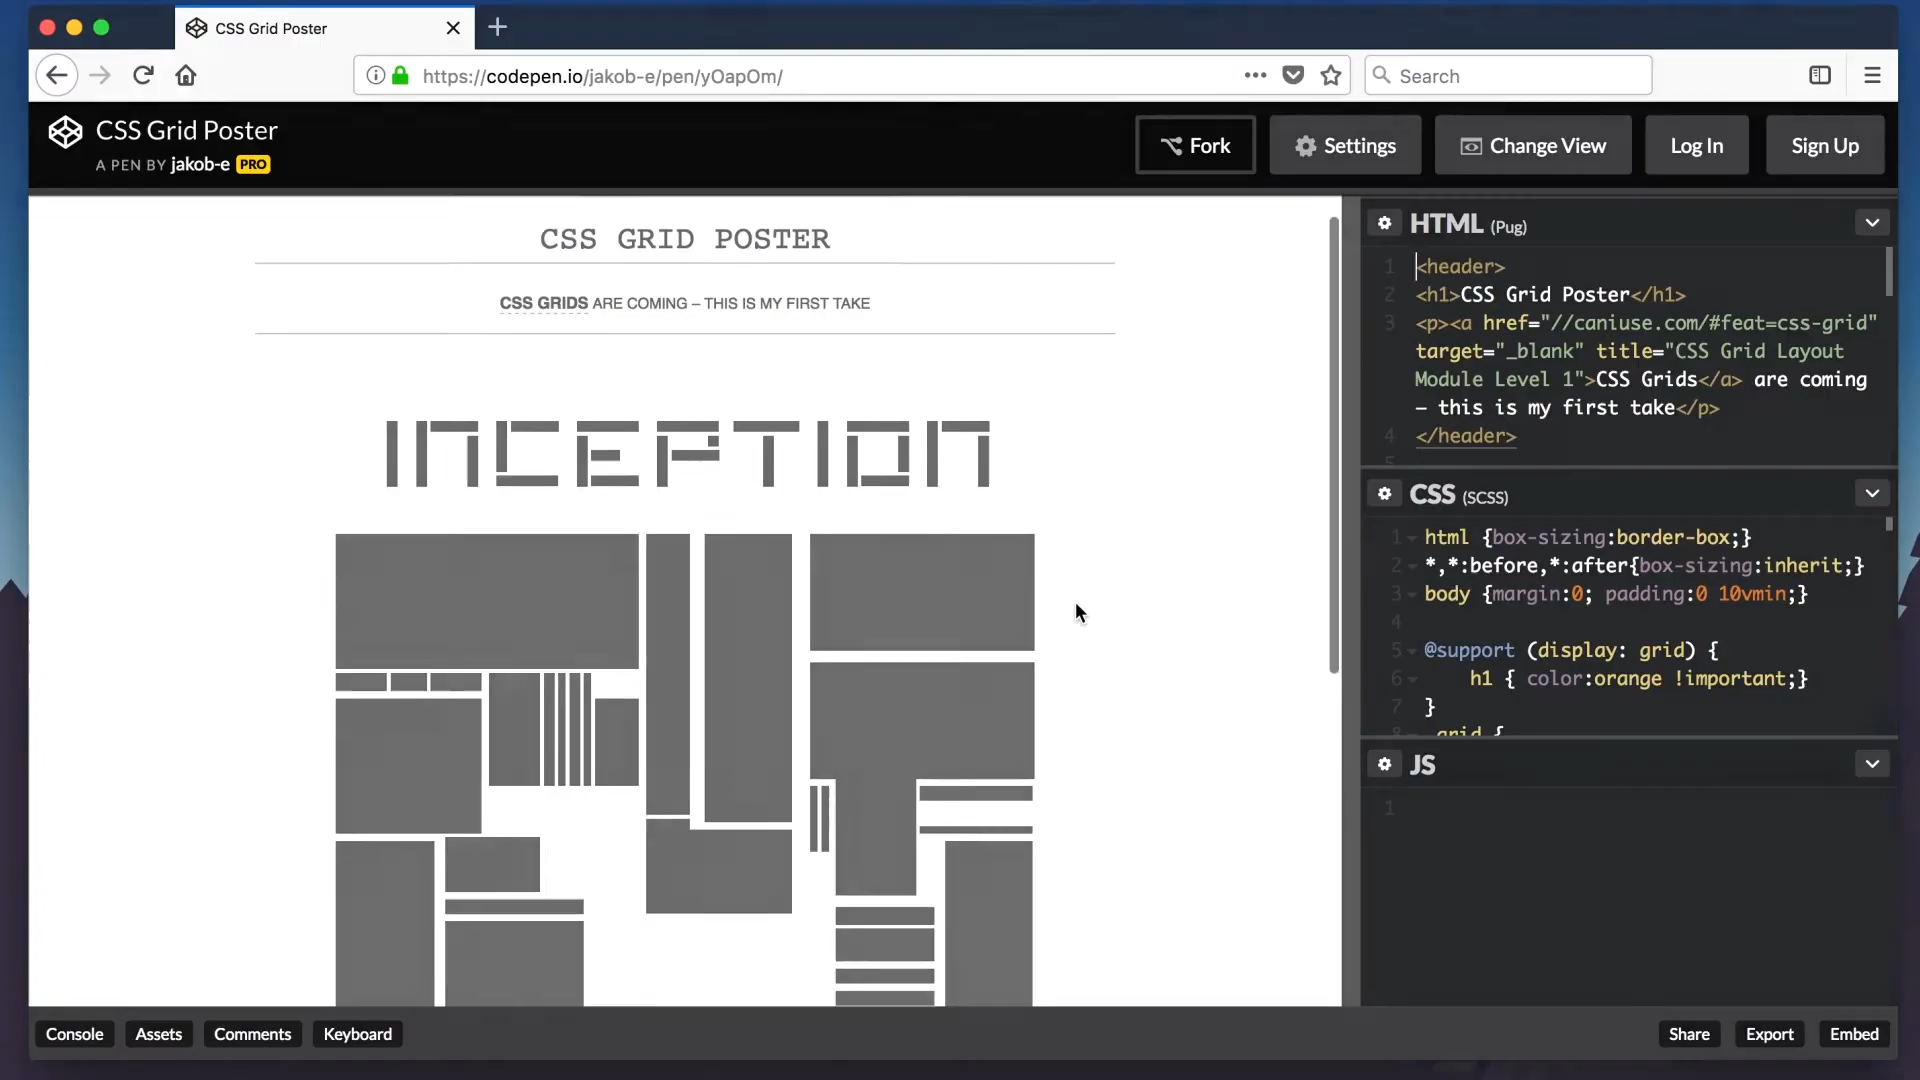 CSS Grid Poster
https://codepen.io/jakob-e/pen/yOapOm/
Search
CSS Grid Poster
A PEN BY jakob-e PRO
Fork
Settings
Change View
Log In
Sign Up
CSS GRID POSTER
CSS GRIDS ARE COMING – THIS IS MY FIRST TAKE
INCEPTION
HTML (Pug)
1 <header>
2 <h1>CSS Grid Poster</h1>
3 <p><a href="//caniuse.com/#feat=css-grid"
target="_blank" title="CSS Grid Layout
Module Level 1">CSS Grids</a> are coming
– this is my first take</p>
4 </header>
5
CSS (SCSS)
1 html {box-sizing:border-box;}
2 *,*:before,*:after{box-sizing:inherit;}
3 body {margin:0; padding:0 10vmin;}
4
5 @support (display: grid) {
6 h1 { color:orange !important;}
7 }
8 .grid {
JS
1
Console
Assets
Comments
Keyboard
Share
Export
Embed